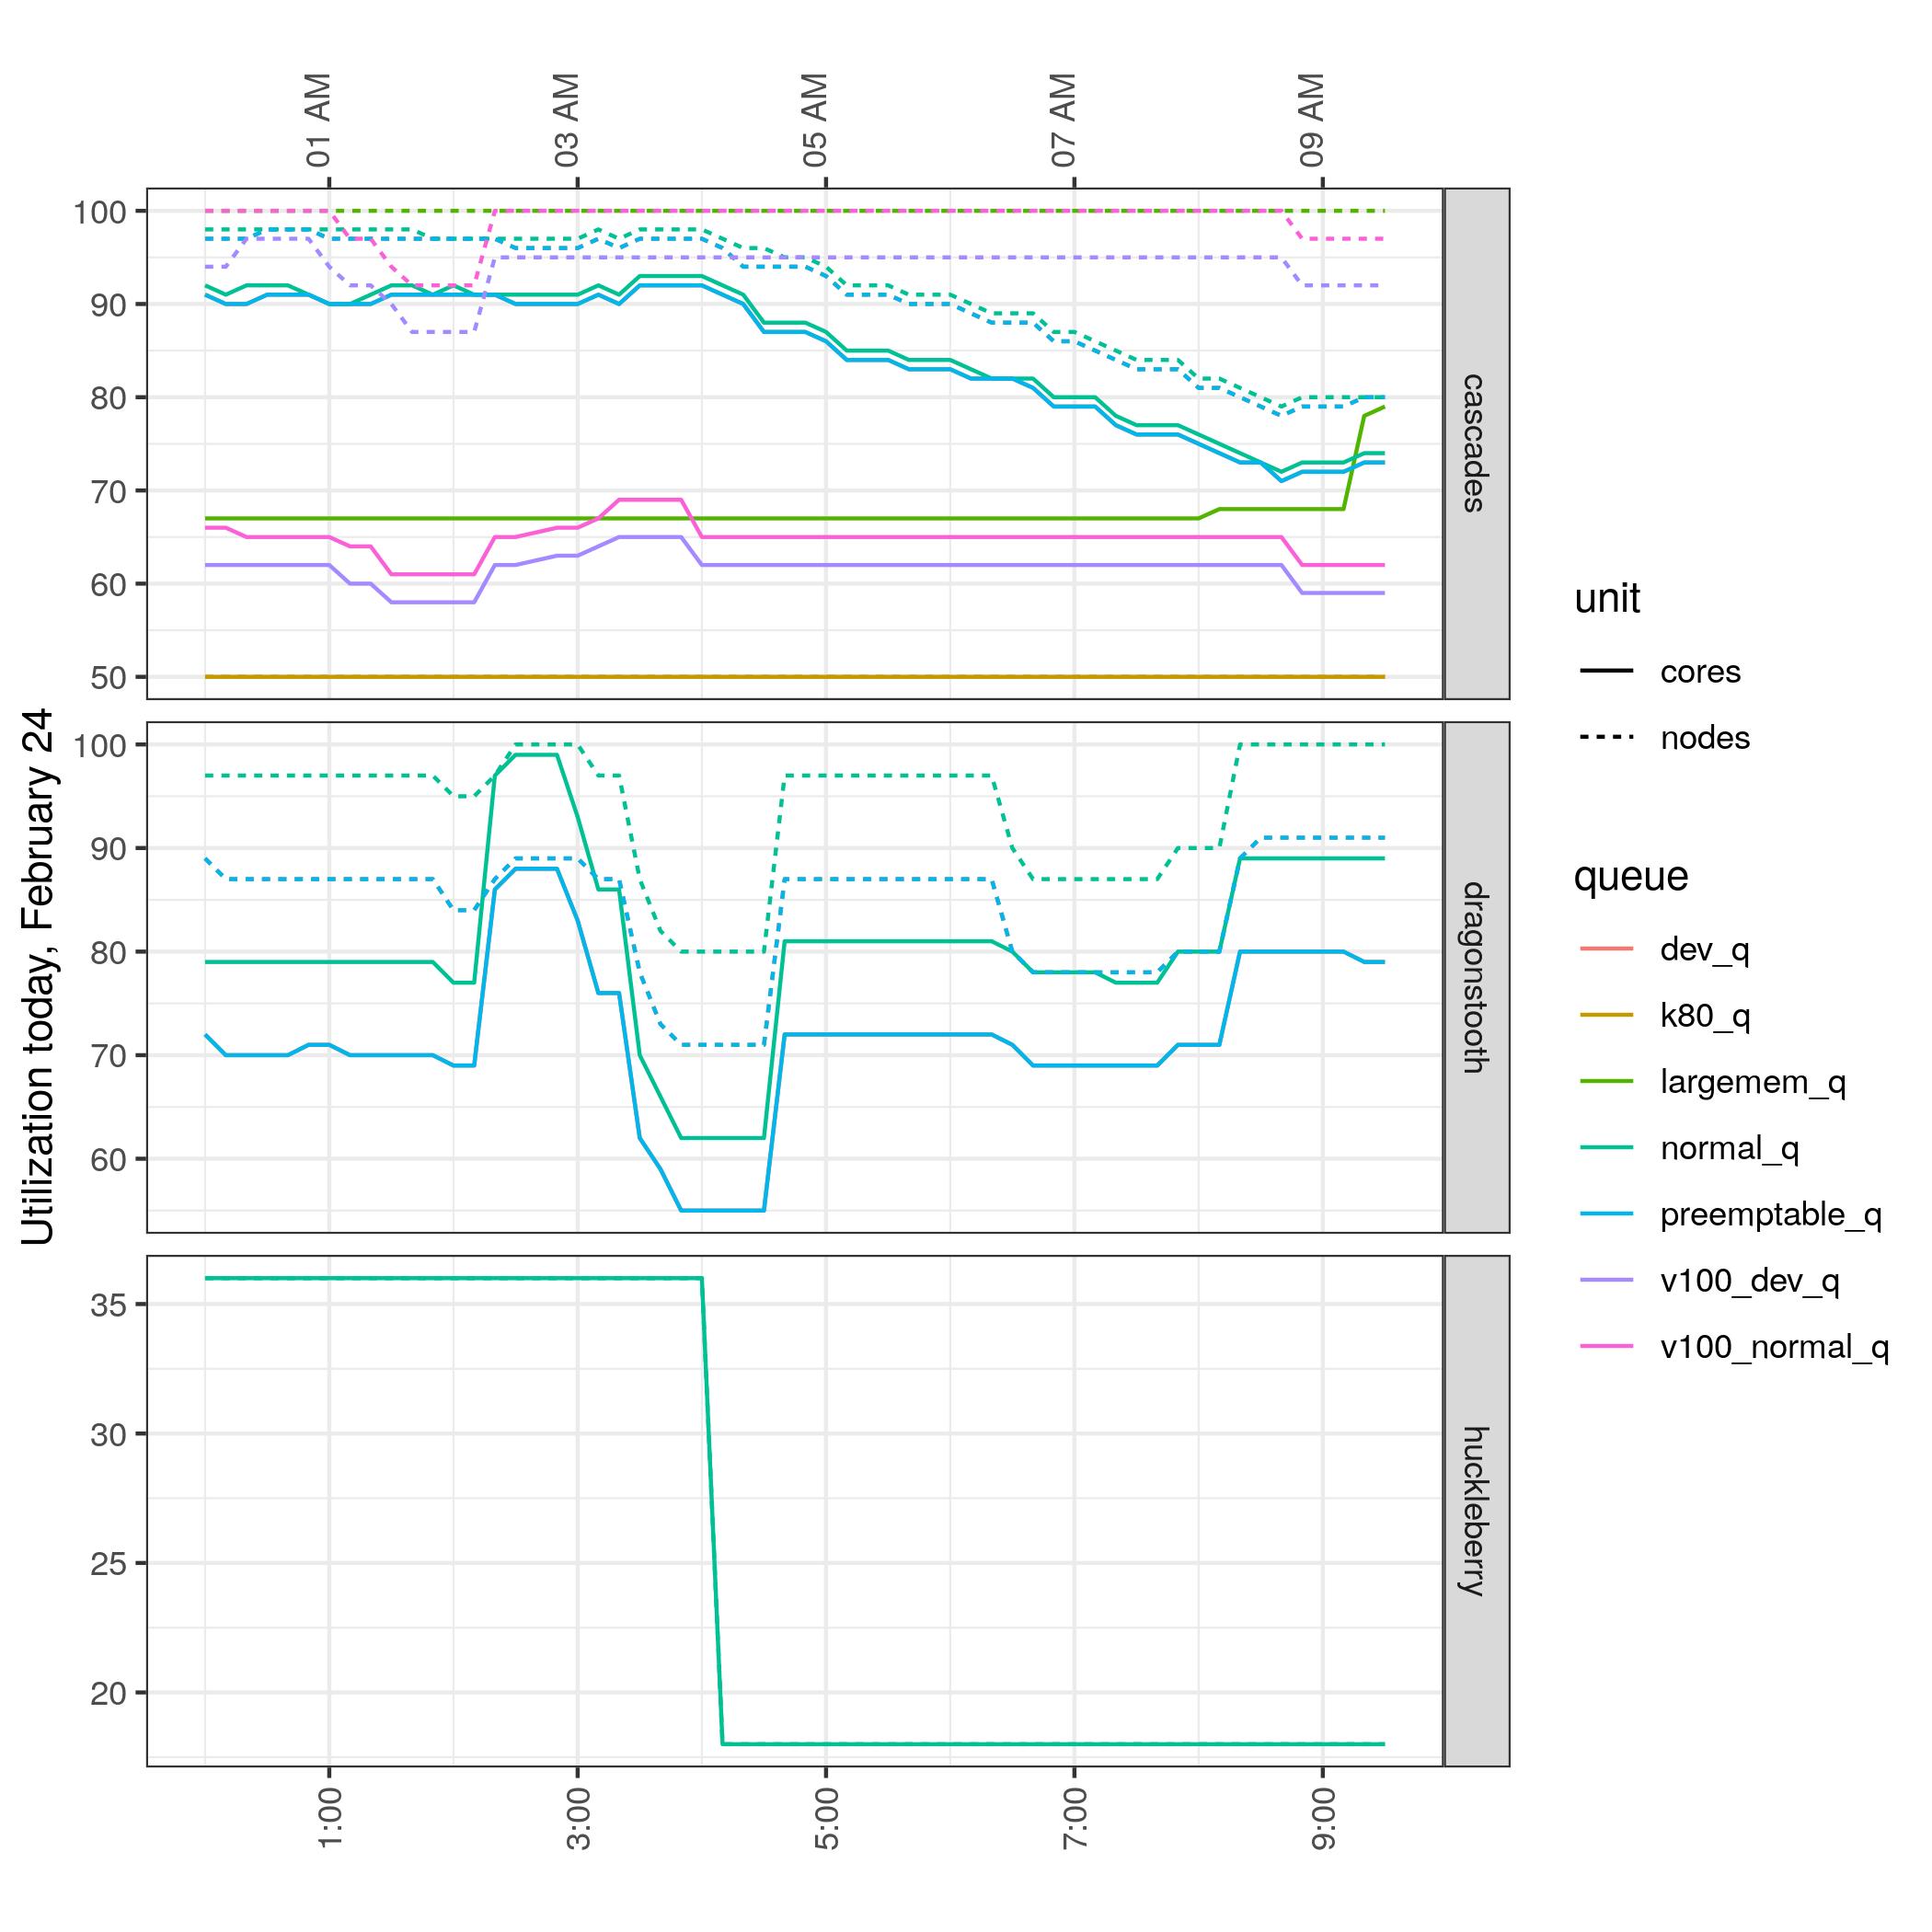 01 AM
03 AM
05 AM
07 AM
09 AM
Utilization today, February 24
100
90
80
70
60
50
cascades
100
90
80
70
60
dragonstooth
35
30
25
20
huckleberry
1:00
3:00
5:00
7:00
9:00
unit
cores
nodes
queue
dev_q
k80_q
largemem_q
normal_q
preemptable_q
v100_dev_q
v100_normal_q